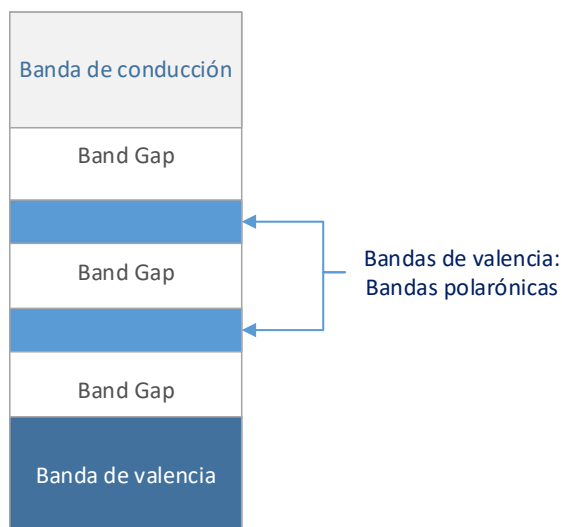 Banda de conducción
Band Gap
Band Gap
Bandas de valencia:
Bandas polarónicas
Band Gap
Banda de valencia